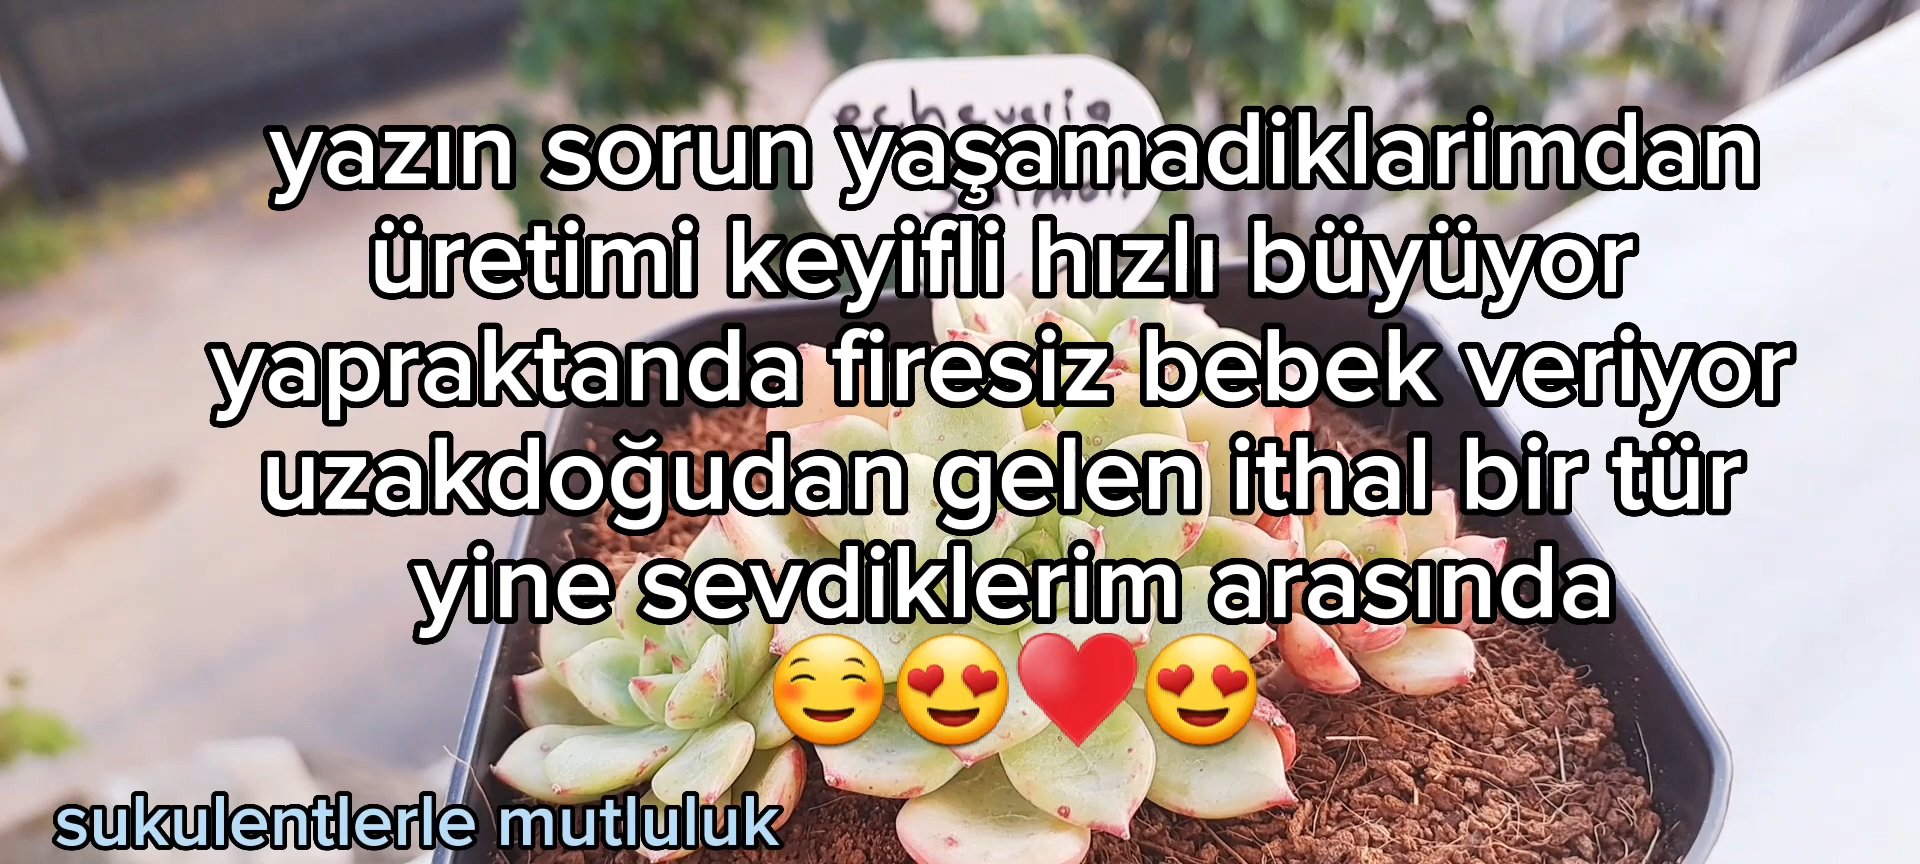 echeveria
yazın sorun yaşamadiklarimdan
üretimi keyifli hızlı büyüyor
yapraktanda firesiz bebek veriyor
uzakdoğudan gelen ithal bir tür
yine sevdiklerim arasında
😊😍♥️😍
sukulentlerle mutluluk